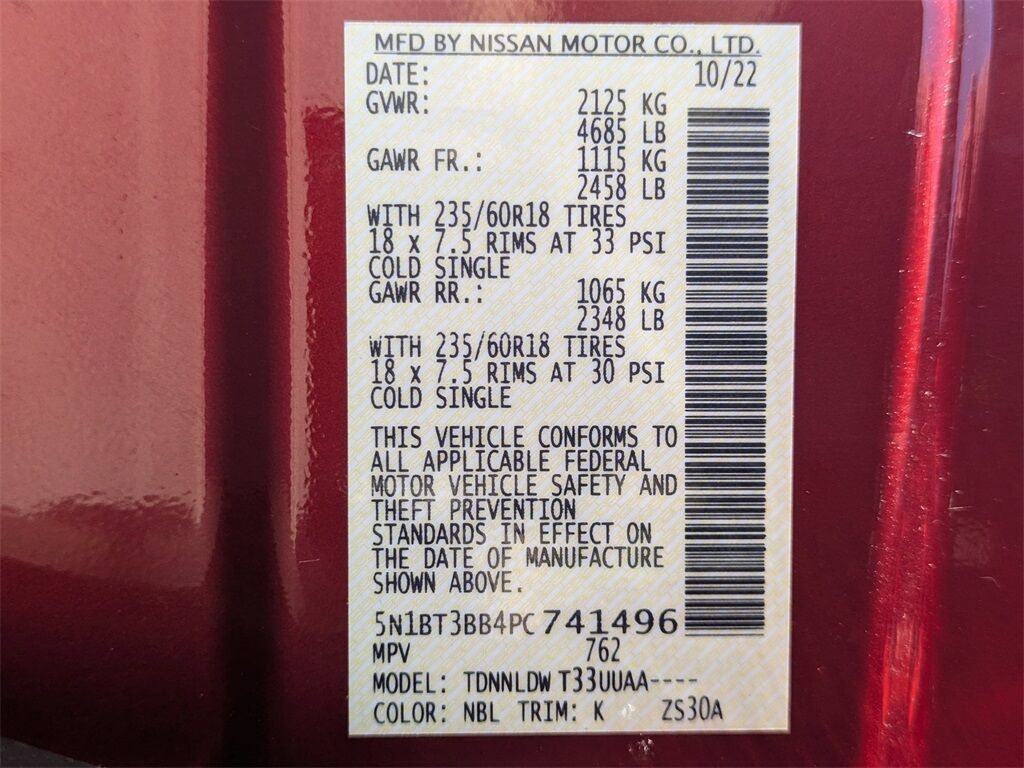 MFD BY NISSAN MOTOR CO., LTD.
DATE: 10/22
GVWR: 2125 KG
4685 LB
GAWR FR.: 1115 KG
2458 LB
WITH 235/60R18 TIRES
18 x 7.5 RIMS AT 33 PSI
COLD SINGLE
GAWR RR.: 1065 KG
2348 LB
WITH 235/60R18 TIRES
18 x 7.5 RIMS AT 30 PSI
COLD SINGLE
THIS VEHICLE CONFORMS TO
ALL APPLICABLE FEDERAL
MOTOR VEHICLE SAFETY AND
THEFT PREVENTION
STANDARDS IN EFFECT ON
THE DATE OF MANUFACTURE
SHOWN ABOVE.
5N1BT3BB4PC741496
MPV 762
MODEL: TDNNLDWT33UUAA----
COLOR: NBL TRIM: K ZS30A